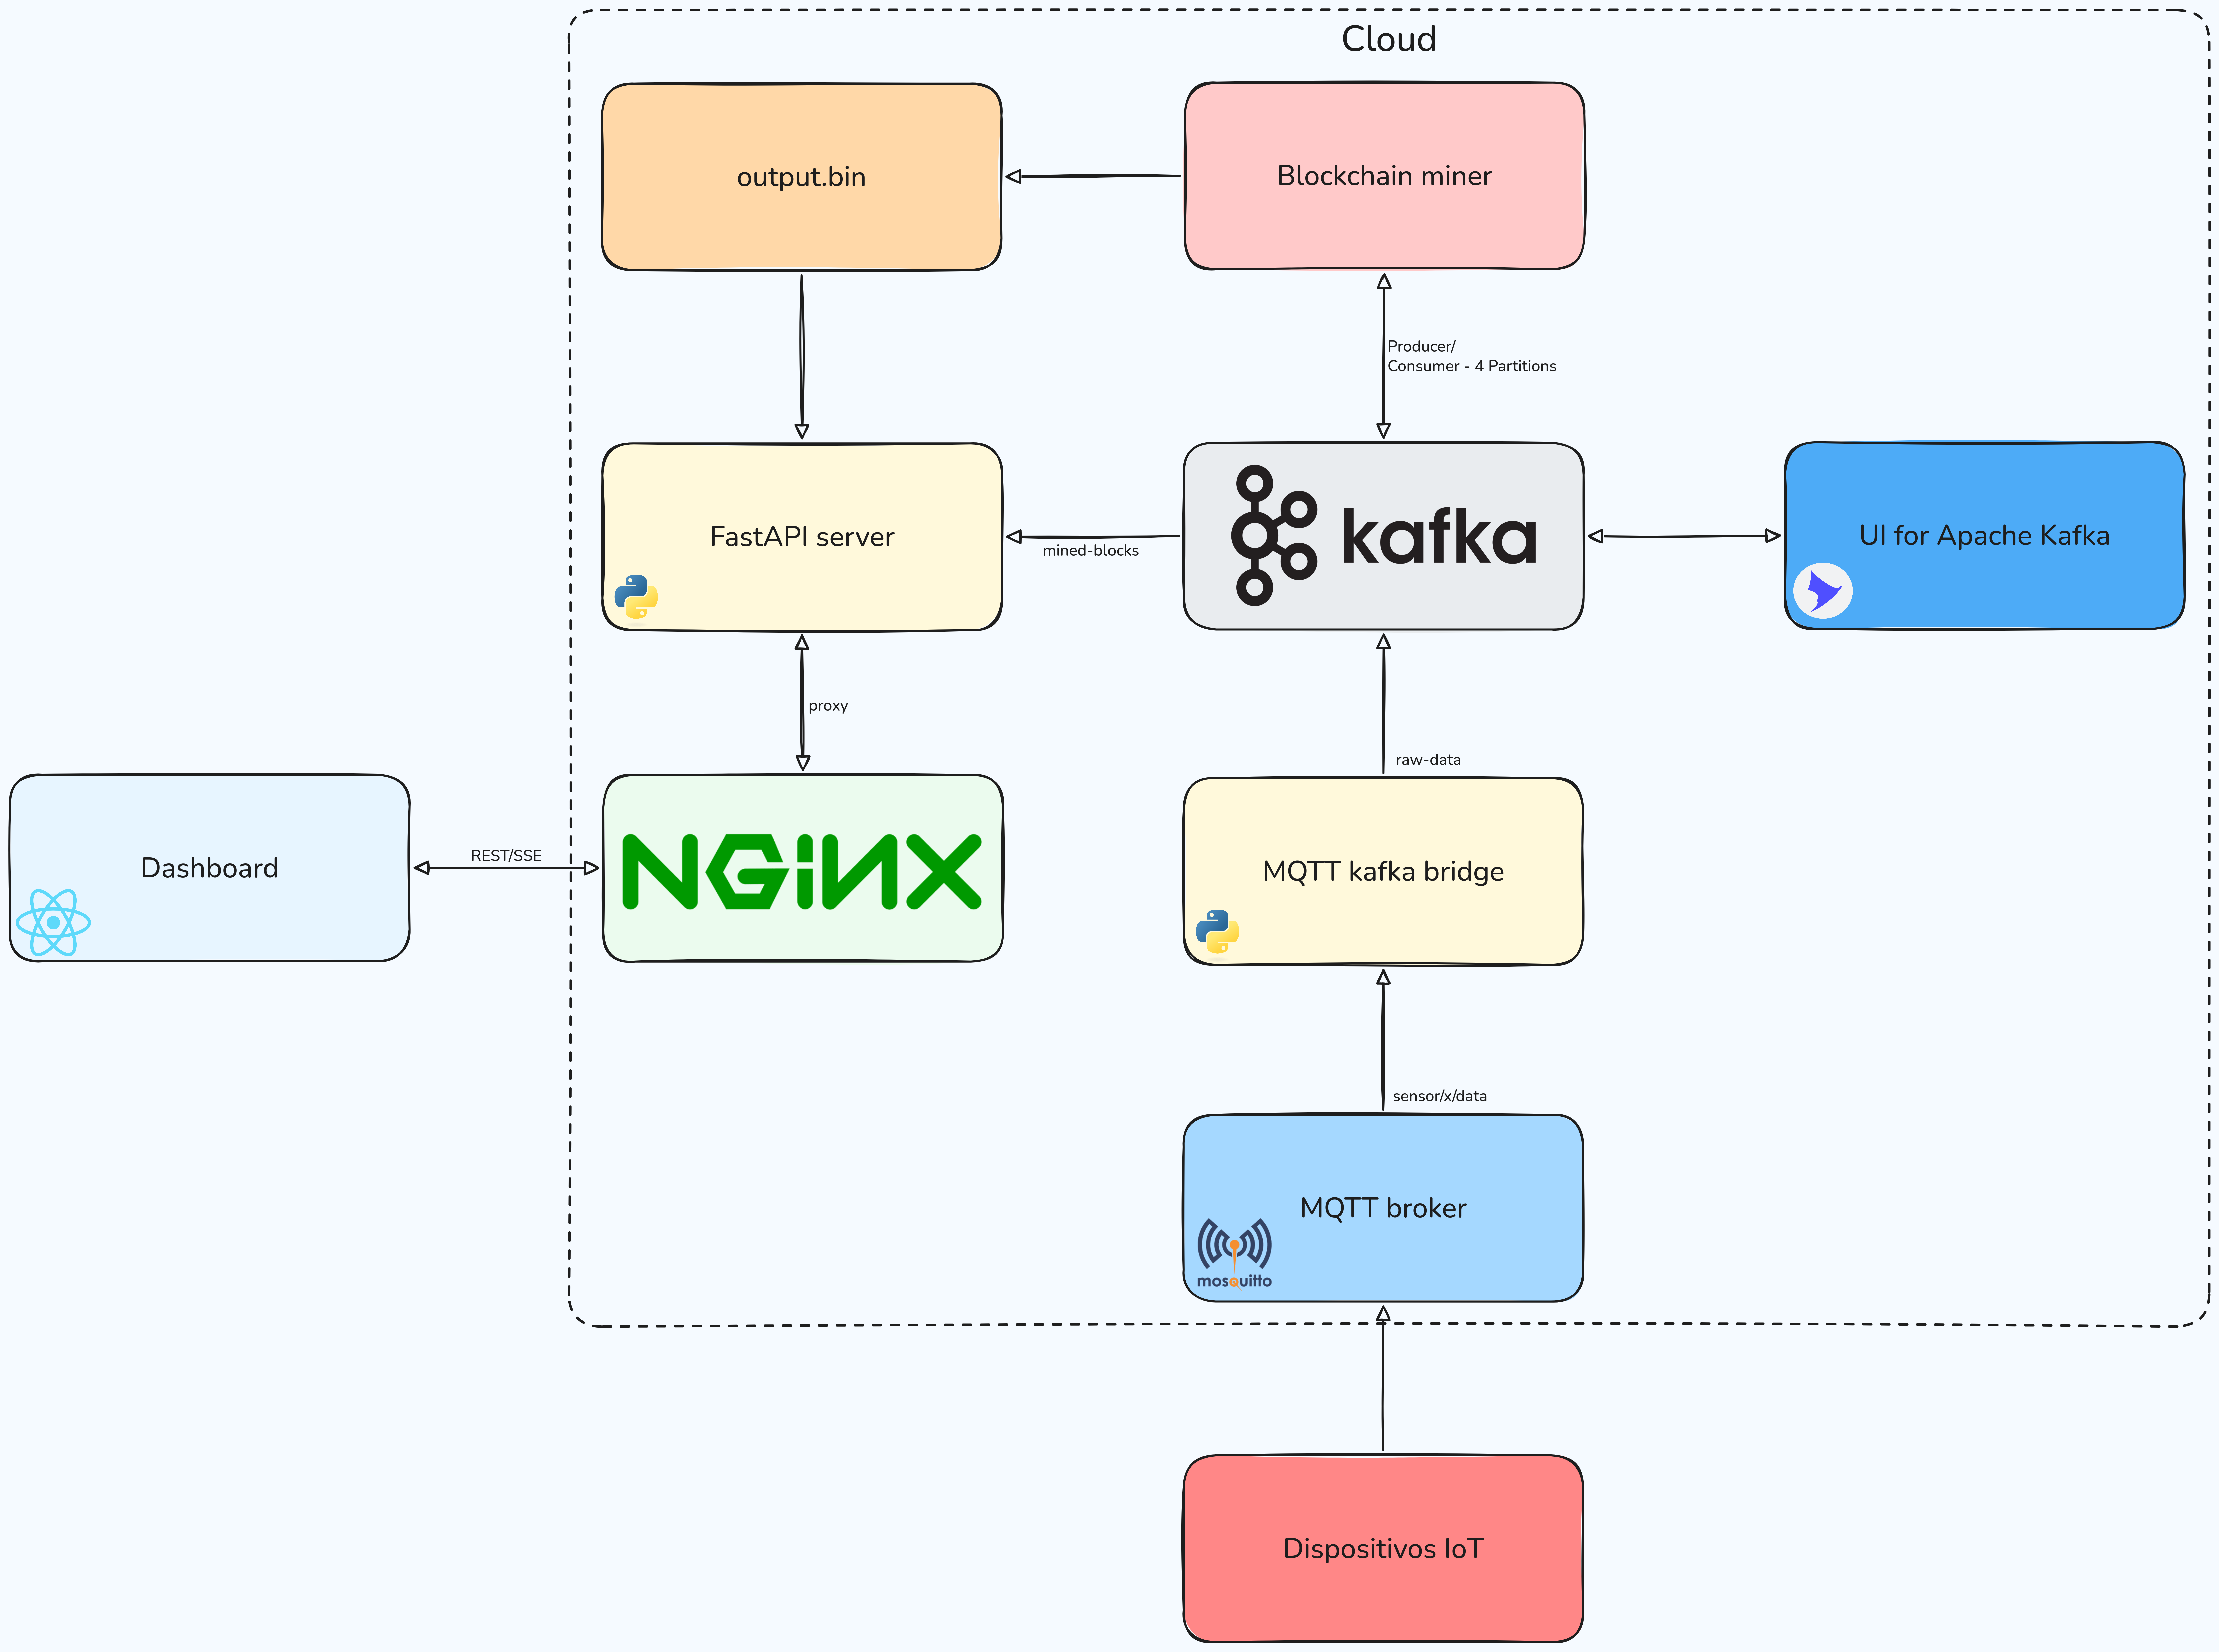 Cloud
output.bin
Blockchain miner
Producer/
Consumer - 4 Partitions
FastAPI server
mined-blocks
kafka
UI for Apache Kafka
proxy
raw-data
Dashboard
REST/SSE
NGiNX
MQTT kafka bridge
sensor/x/data
MQTT broker
mosquitto
Dispositivos IoT